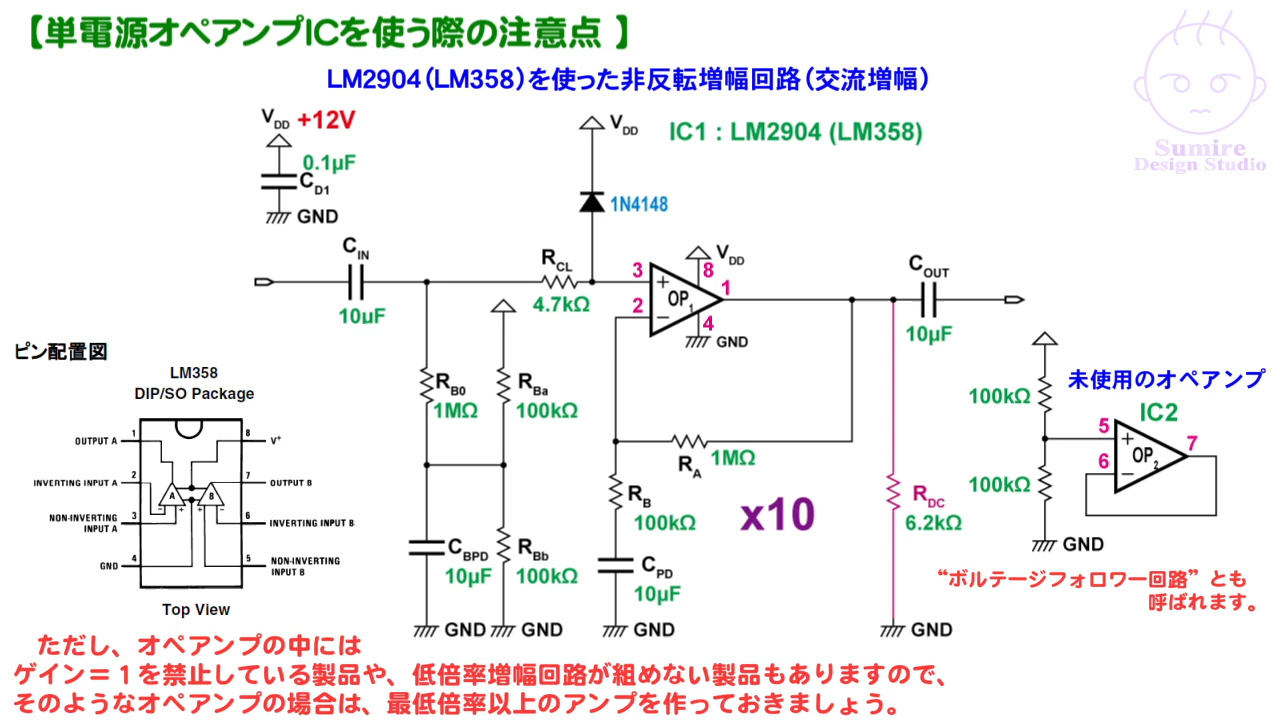 【単電源オペアンプICを使う際の注意点 】
LM2904(LM358)を使った非反転増幅回路(交流増幅)
Sumire
Design Studio
VDD +12V
0.1μF
CD1
GND
VDD
IC1 : LM2904 (LM358)
1N4148
CIN
10μF
RCL
4.7kΩ
3
2
+
−
OP1
8
VDD
1
4
GND
COUT
10μF
RB0
1MΩ
RBa
100kΩ
RA
1MΩ
RB
100kΩ
x10
RDC
6.2kΩ
CBPD
10μF
RBb
100kΩ
CPD
10μF
GND
GND
GND
GND
未使用のオペアンプ
IC2
100kΩ
100kΩ
5
6
+
−
OP2
7
GND
“ボルテージフォロワー回路”とも
呼ばれます。
ピン配置図
LM358
DIP/SO Package
OUTPUT A
1
8
V+
INVERTING INPUT A
2
7
OUTPUT B
A
B
NON-INVERTING
INPUT A
3
6
INVERTING INPUT B
GND
4
5
NON-INVERTING
INPUT B
Top View
ただし、オペアンプの中には
ゲイン=1を禁止している製品や、低倍率増幅回路が組めない製品もありますので、
そのようなオペアンプの場合は、最低倍率以上のアンプを作っておきましょう。